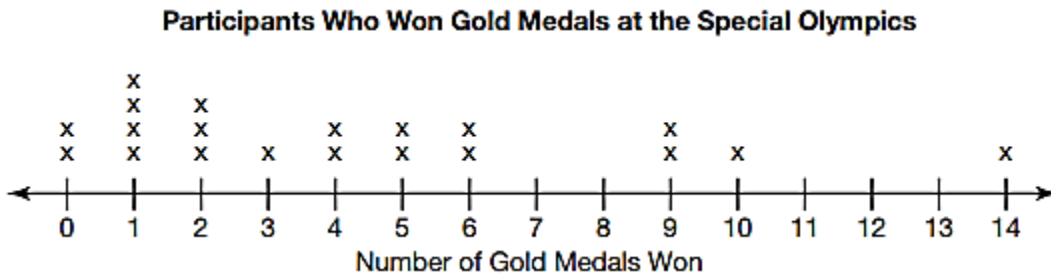 Participants Who Won Gold Medals at the Special Olympics
x
x x
x x x x x x x
x x x x x x x x x x
0 1 2 3 4 5 6 7 8 9 10 11 12 13 14
Number of Gold Medals Won